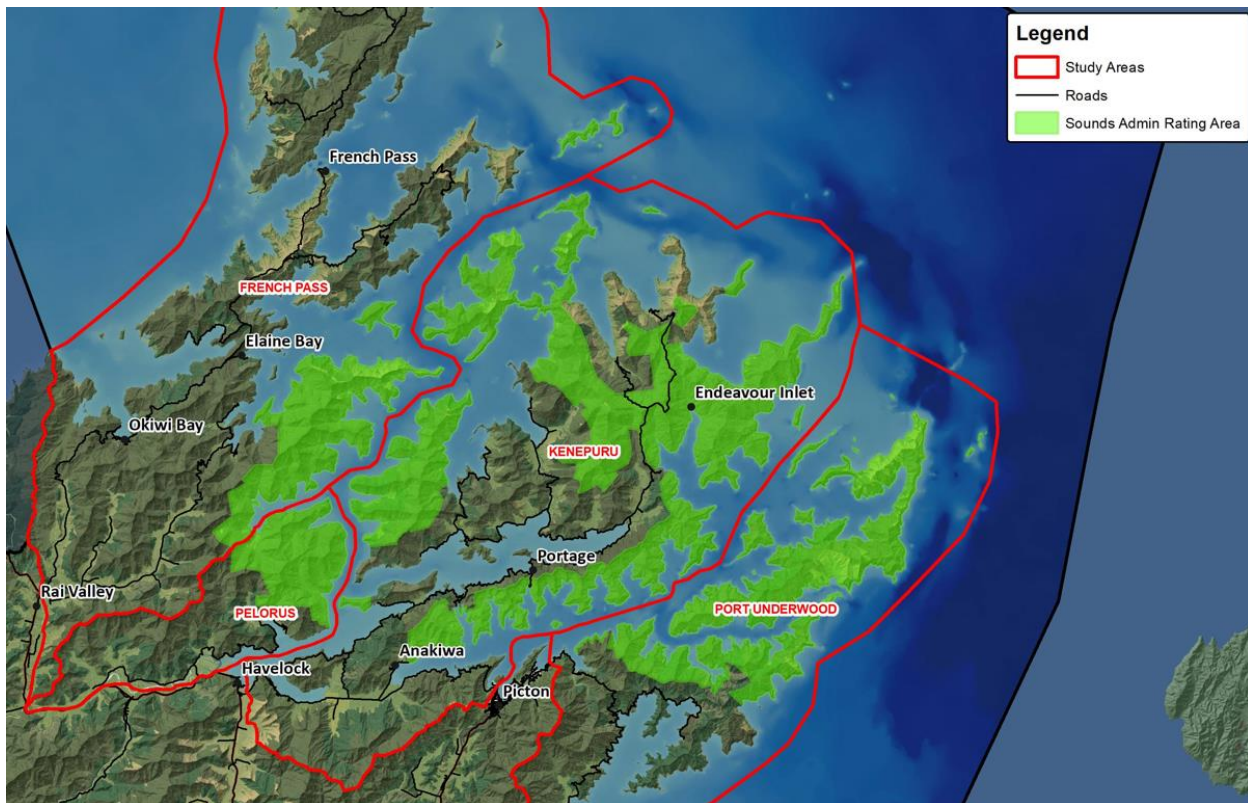 Legend
Study Areas
Roads
Sounds Admin Rating Area
French Pass
FRENCH PASS
Elaine Bay
Endeavour Inlet
Okiwi Bay
KENEPURU
Portage
Rai Valley
PELORUS
PORT UNDERWOOD
Anakiwa
Havelock
Picton